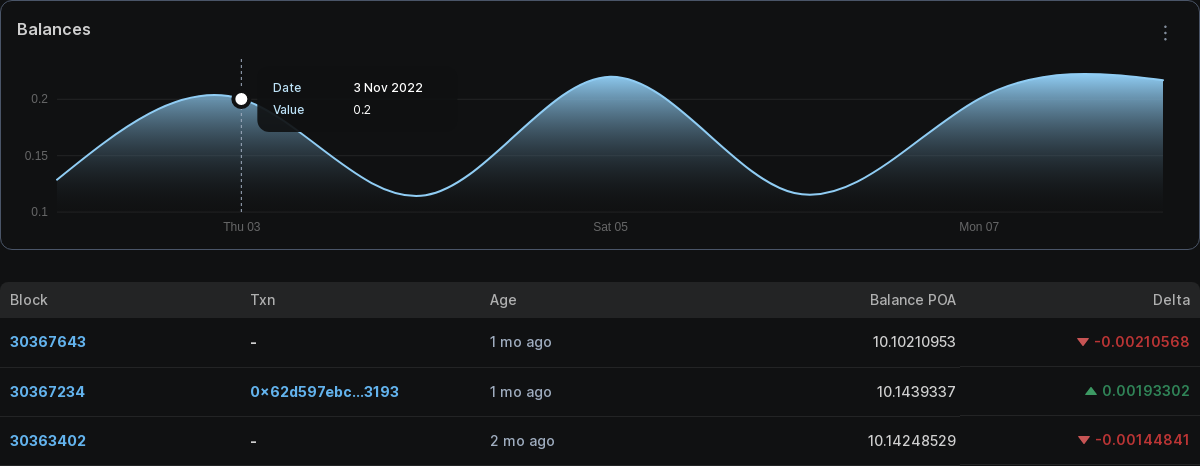 Balances
Date 3 Nov 2022
Value 0.2
0.2
0.15
0.1
Thu 03 Sat 05 Mon 07
Block Txn Age Balance POA Delta
30367643 - 1 mo ago 10.10210953 -0.00210568
30367234 0x62d597ebc...3193 1 mo ago 10.1439337 0.00193302
30363402 - 2 mo ago 10.14248529 -0.00144841